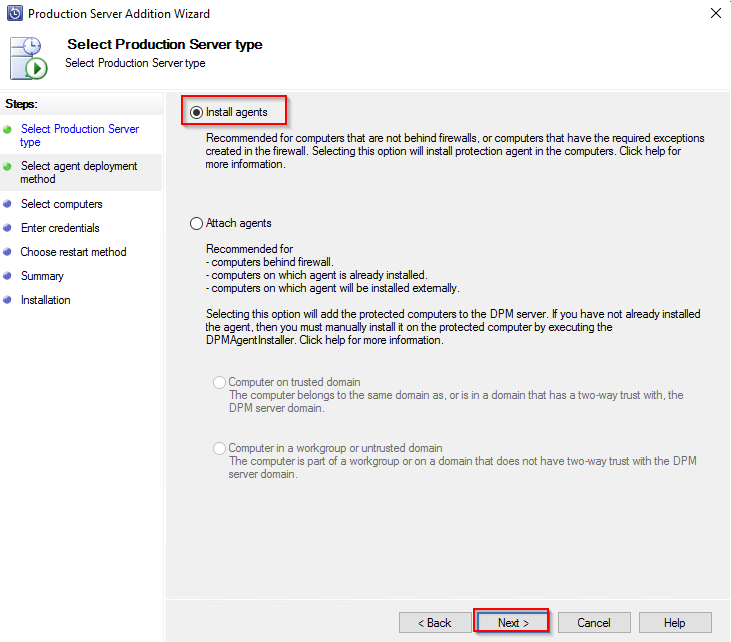 Production Server Addition Wizard
Select Production Server type
Select Production Server type
Steps:
Select Production Server
type
Select agent deployment
method
Select computers
Enter credentials
Choose restart method
Summary
Installation
Install agents
Recommended for computers that are not behind firewalls, or computers that have the required exceptions
created in the firewall. Selecting this option will install protection agent in the computers. Click help for
more information.
Attach agents
Recommended for
- computers behind firewall.
- computers on which agent is already installed.
- computers on which agent will be installed externally.
Selecting this option will add the protected computers to the DPM server. If you have not already installed
the agent, then you must manually install it on the protected computer by executing the
DPMAgentInstaller. Click help for more information.
Computer on trusted domain
The computer belongs to the same domain as, or is in a domain that has a two-way trust with, the
DPM server domain.
Computer in a workgroup or untrusted domain
The computer is part of a workgroup or on a domain that does not have two-way trust with the DPM
server domain.
< Back
Next >
Cancel
Help